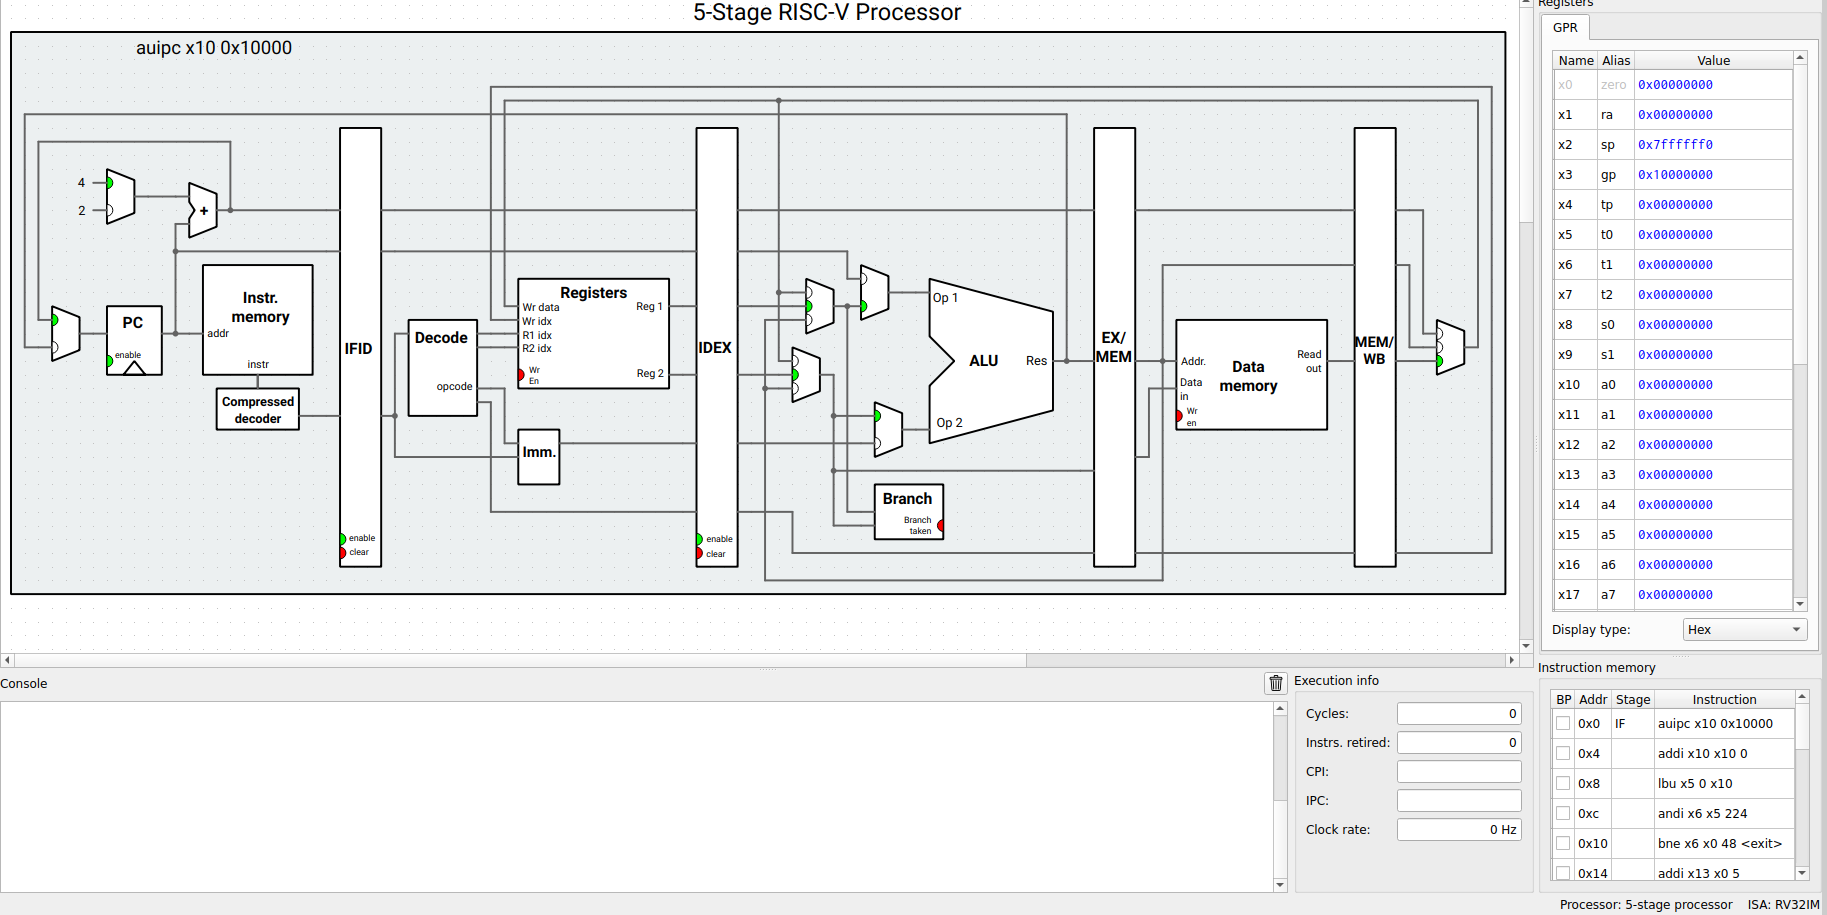 5-Stage RISC-V Processor
auipc x10 0x10000
4
2
+
PC
enable
Instr.
memory
addr
instr
Compressed
decoder
IFID
enable
clear
Decode
opcode
Registers
Wr data
Wr idx
R1 idx
R2 idx
Wr
En
Reg 1
Reg 2
Imm.
IDEX
enable
clear
Op 1
ALU
Res
Op 2
Branch
Branch
taken
EX/
MEM
Addr.
Data
in
Wr
en
Data
memory
Read
out
MEM/
WB
Registers
GPR
Name Alias Value
x0 zero 0x00000000
x1 ra 0x00000000
x2 sp 0x7ffffff0
x3 gp 0x10000000
x4 tp 0x00000000
x5 t0 0x00000000
x6 t1 0x00000000
x7 t2 0x00000000
x8 s0 0x00000000
x9 s1 0x00000000
x10 a0 0x00000000
x11 a1 0x00000000
x12 a2 0x00000000
x13 a3 0x00000000
x14 a4 0x00000000
x15 a5 0x00000000
x16 a6 0x00000000
x17 a7 0x00000000
Display type: Hex
Console
Execution info
Cycles: 0
Instrs. retired: 0
CPI:
IPC:
Clock rate: 0 Hz
Instruction memory
BP Addr Stage Instruction
0x0 IF auipc x10 0x10000
0x4 addi x10 x10 0
0x8 lbu x5 0 x10
0xc andi x6 x5 224
0x10 bne x6 x0 48 <exit>
0x14 addi x13 x0 5
Processor: 5-stage processor ISA: RV32IM